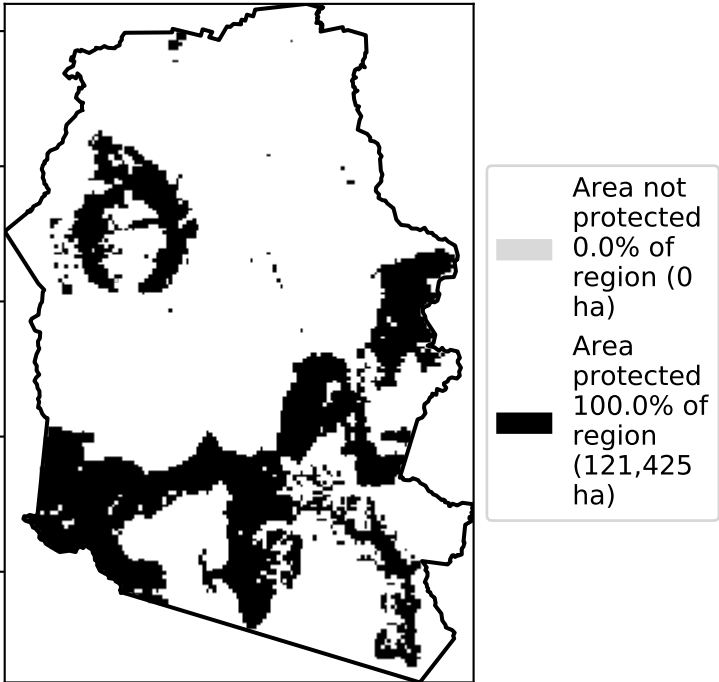 Area not
protected
0.0% of
region (0
ha)
Area
protected
100.0% of
region
(121,425
ha)